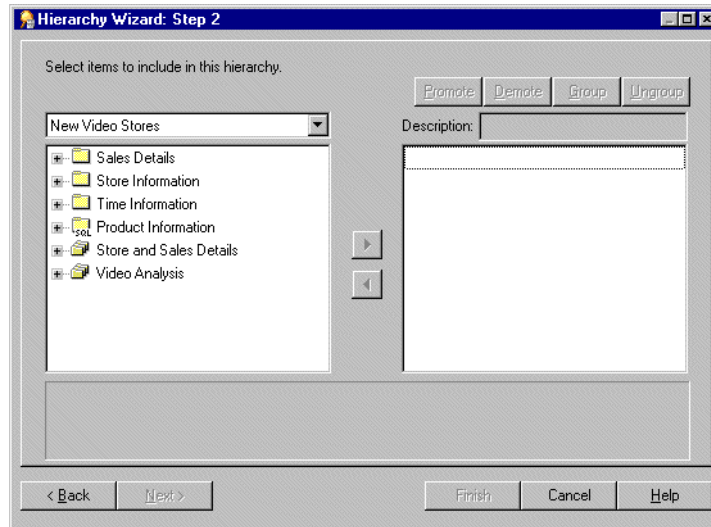 Hierarchy Wizard: Step 2
Select items to include in this hierarchy.
Promote Demote Group Ungroup
New Video Stores Description:
Sales Details
Store Information
Time Information
SQL Product Information
Store and Sales Details
Video Analysis
< Back Next > Finish Cancel Help